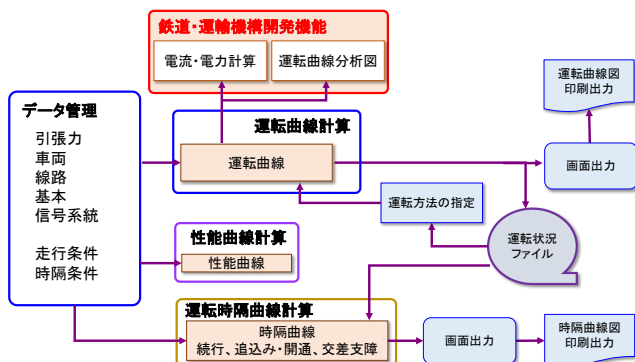 鉄道・運輸機構開発機能
電流・電力計算
運転曲線分析図
運転曲線図
印刷出力
データ管理
引張力
車両
線路
基本
信号系統
走行条件
時隔条件
運転曲線計算
運転曲線
画面出力
運転方法の指定
運転状況
ファイル
性能曲線計算
性能曲線
運転時隔曲線計算
時隔曲線
続行、追込み・開通、交差支障
画面出力
時隔曲線図
印刷出力